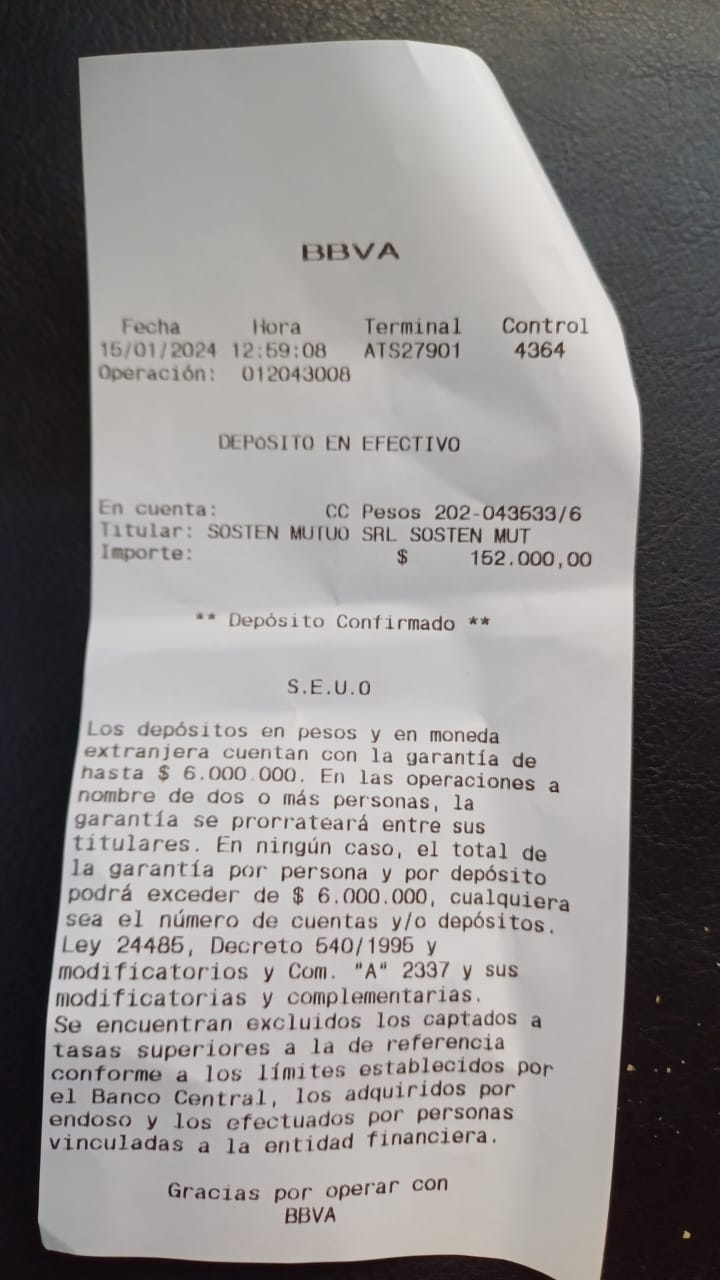 BBVA
Fecha Hora Terminal Control
15/01/2024 12:59:08 ATS27901 4364
Operación: 012043008
DEPóSITO EN EFECTIVO
En cuenta: CC Pesos 202-043533/6
Titular: SOSTEN MUTUO SRL SOSTEN MUT
Importe: $ 152.000,00
** Depósito Confirmado **
S.E.U.O
Los depósitos en pesos y en moneda
extranjera cuentan con la garantía de
hasta $ 6.000.000. En las operaciones a
nombre de dos o más personas, la
garantía se prorrateará entre sus
titulares. En ningún caso, el total de
la garantía por persona y por depósito
podrá exceder de $ 6.000.000, cualquiera
sea el número de cuentas y/o depósitos.
Ley 24485, Decreto 540/1995 y
modificatorios y Com. "A" 2337 y sus
modificatorias y complementarias.
Se encuentran excluidos los captados a
tasas superiores a la de referencia
conforme a los límites establecidos por
el Banco Central, los adquiridos por
endoso y los efectuados por personas
vinculadas a la entidad financiera.
Gracias por operar con
BBVA